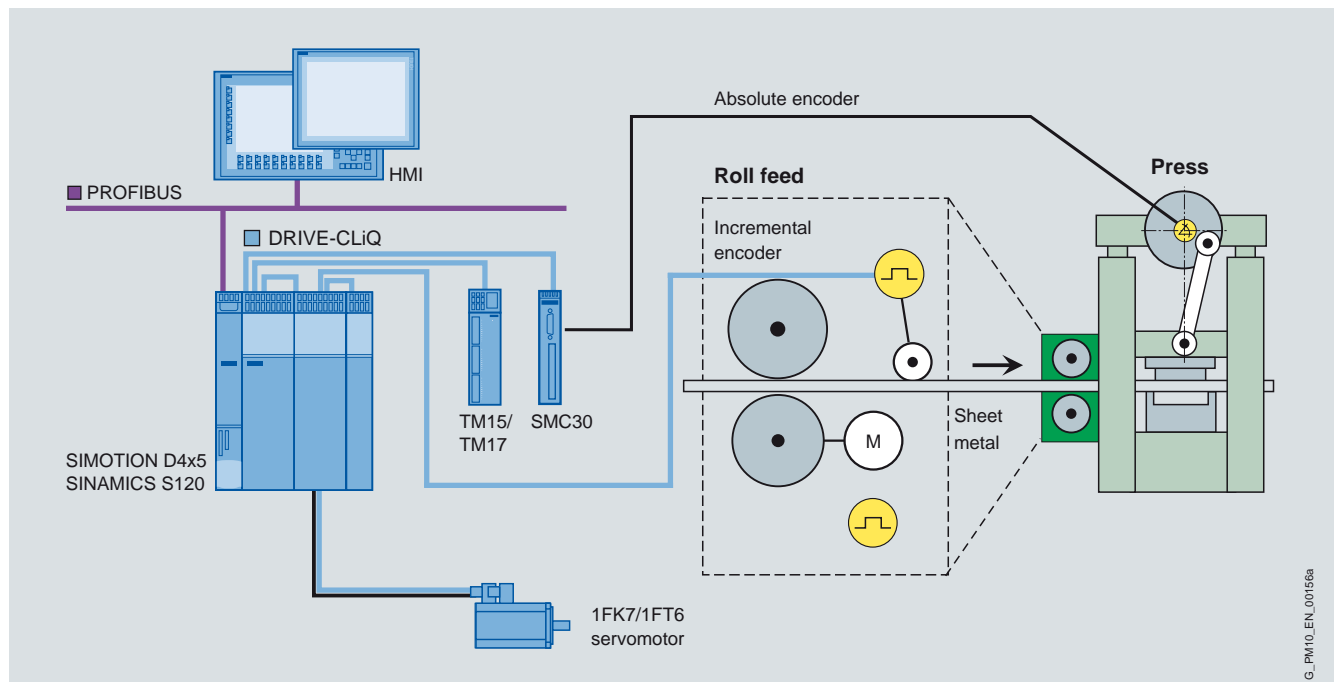 HMI
PROFIBUS
DRIVE-CLiQ
Absolute encoder
Press
Roll feed
Incremental
encoder
TM15/
TM17
SMC30
SIMOTION D4x5
SINAMICS S120
M
Sheet
metal
1FK7/1FT6
servomotor
G_PM10_EN_00156a